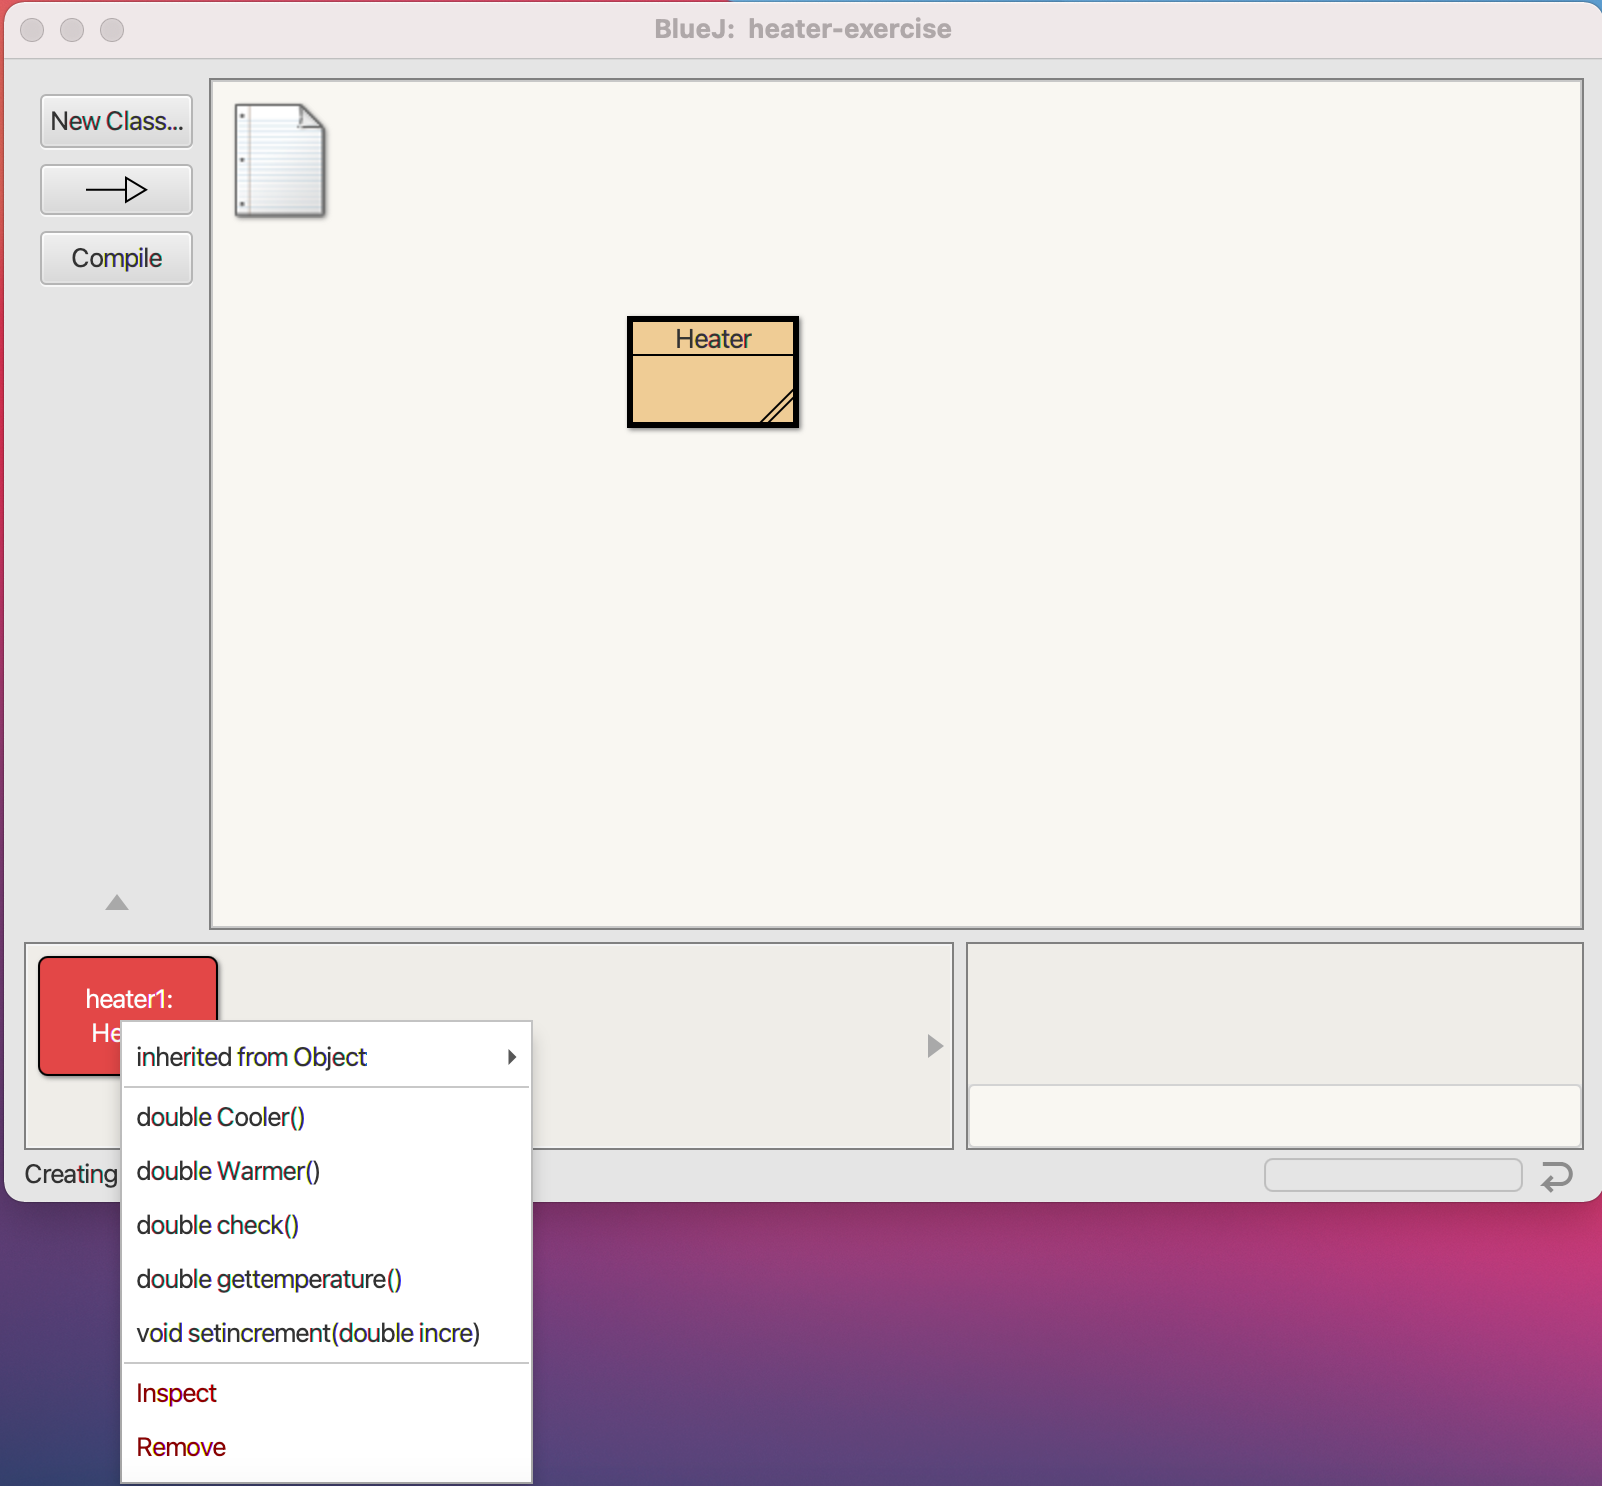 BlueJ: heater-exercise
New Class...
Compile
Heater
heater1:
He
inherited from Object
double Cooler()
double Warmer()
double check()
double gettemperature()
void setincrement(double incre)
Inspect
Remove
Creating